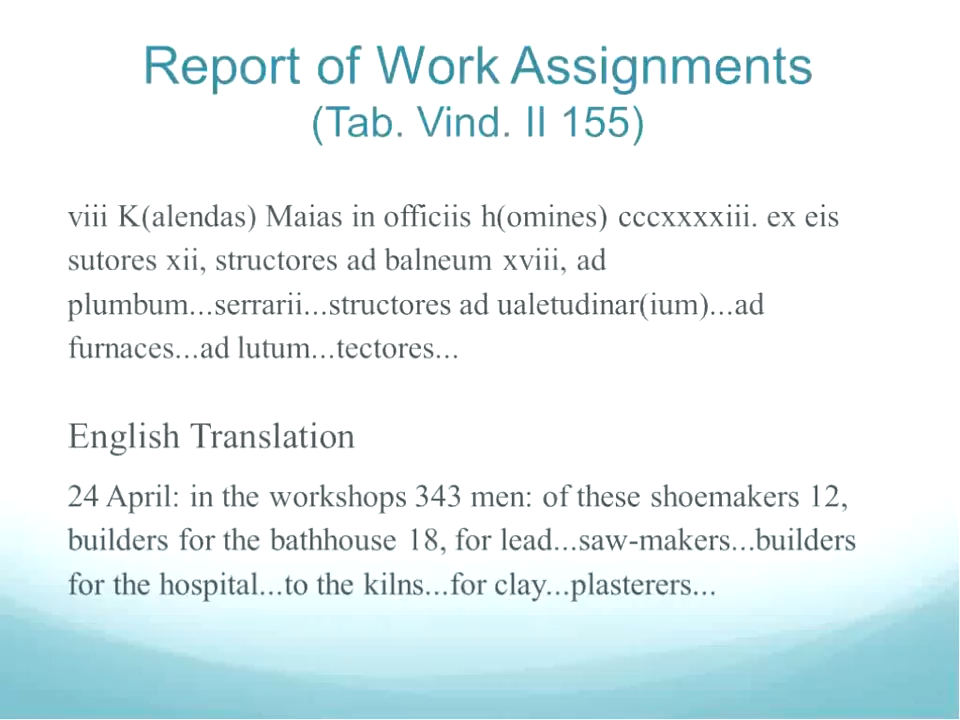 Report of Work Assignments
(Tab. Vind. II 155)
viii K(alendas) Maias in officiis h(omines) cccxxxxiii. ex eis
sutores xii, structores ad balneum xviii, ad
plumbum...serrarii...structores ad ualetudinar(ium)...ad
furnaces...ad lutum...tectores...
English Translation
24 April: in the workshops 343 men: of these shoemakers 12,
builders for the bathhouse 18, for lead...saw-makers...builders
for the hospital...to the kilns...for clay...plasterers...